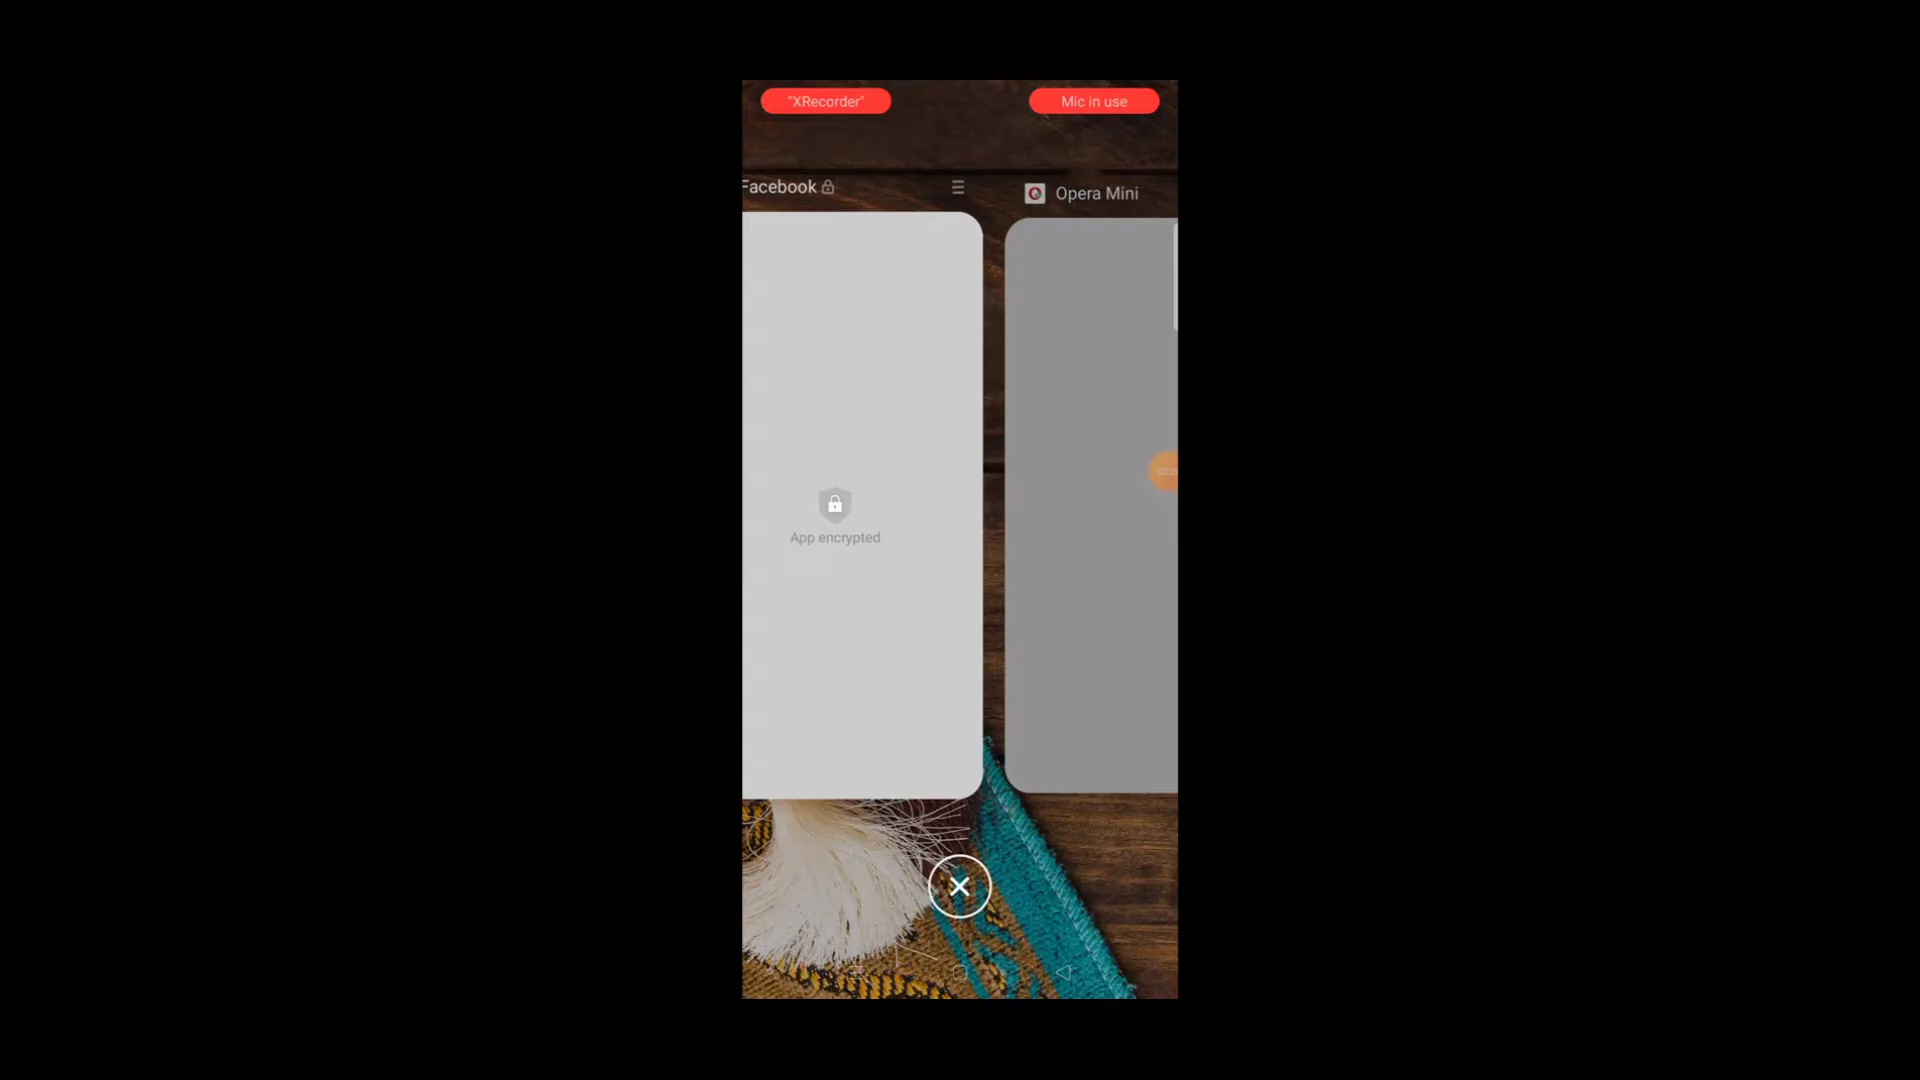 "XRecorder"
Mic in use
Facebook
Opera Mini
App encrypted